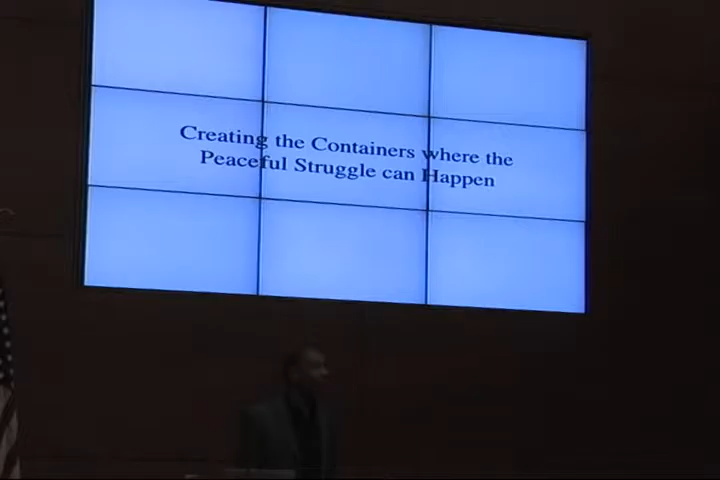 Creating the Containers where the
Peaceful Struggle can Happen